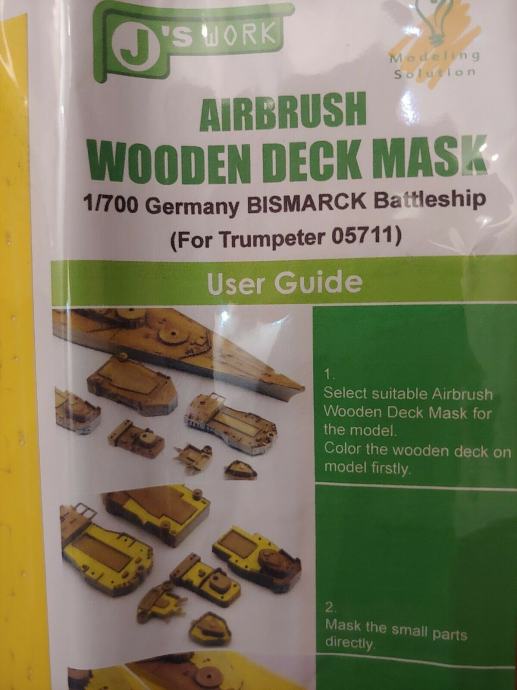 J's WORK
Modeling
Solution
AIRBRUSH
WOODEN DECK MASK
1/700 Germany BISMARCK Battleship
(For Trumpeter 05711)
User Guide
1.
Select suitable Airbrush
Wooden Deck Mask for
the model.
Color the wooden deck on
model firstly.
2.
Mask the small parts
directly.